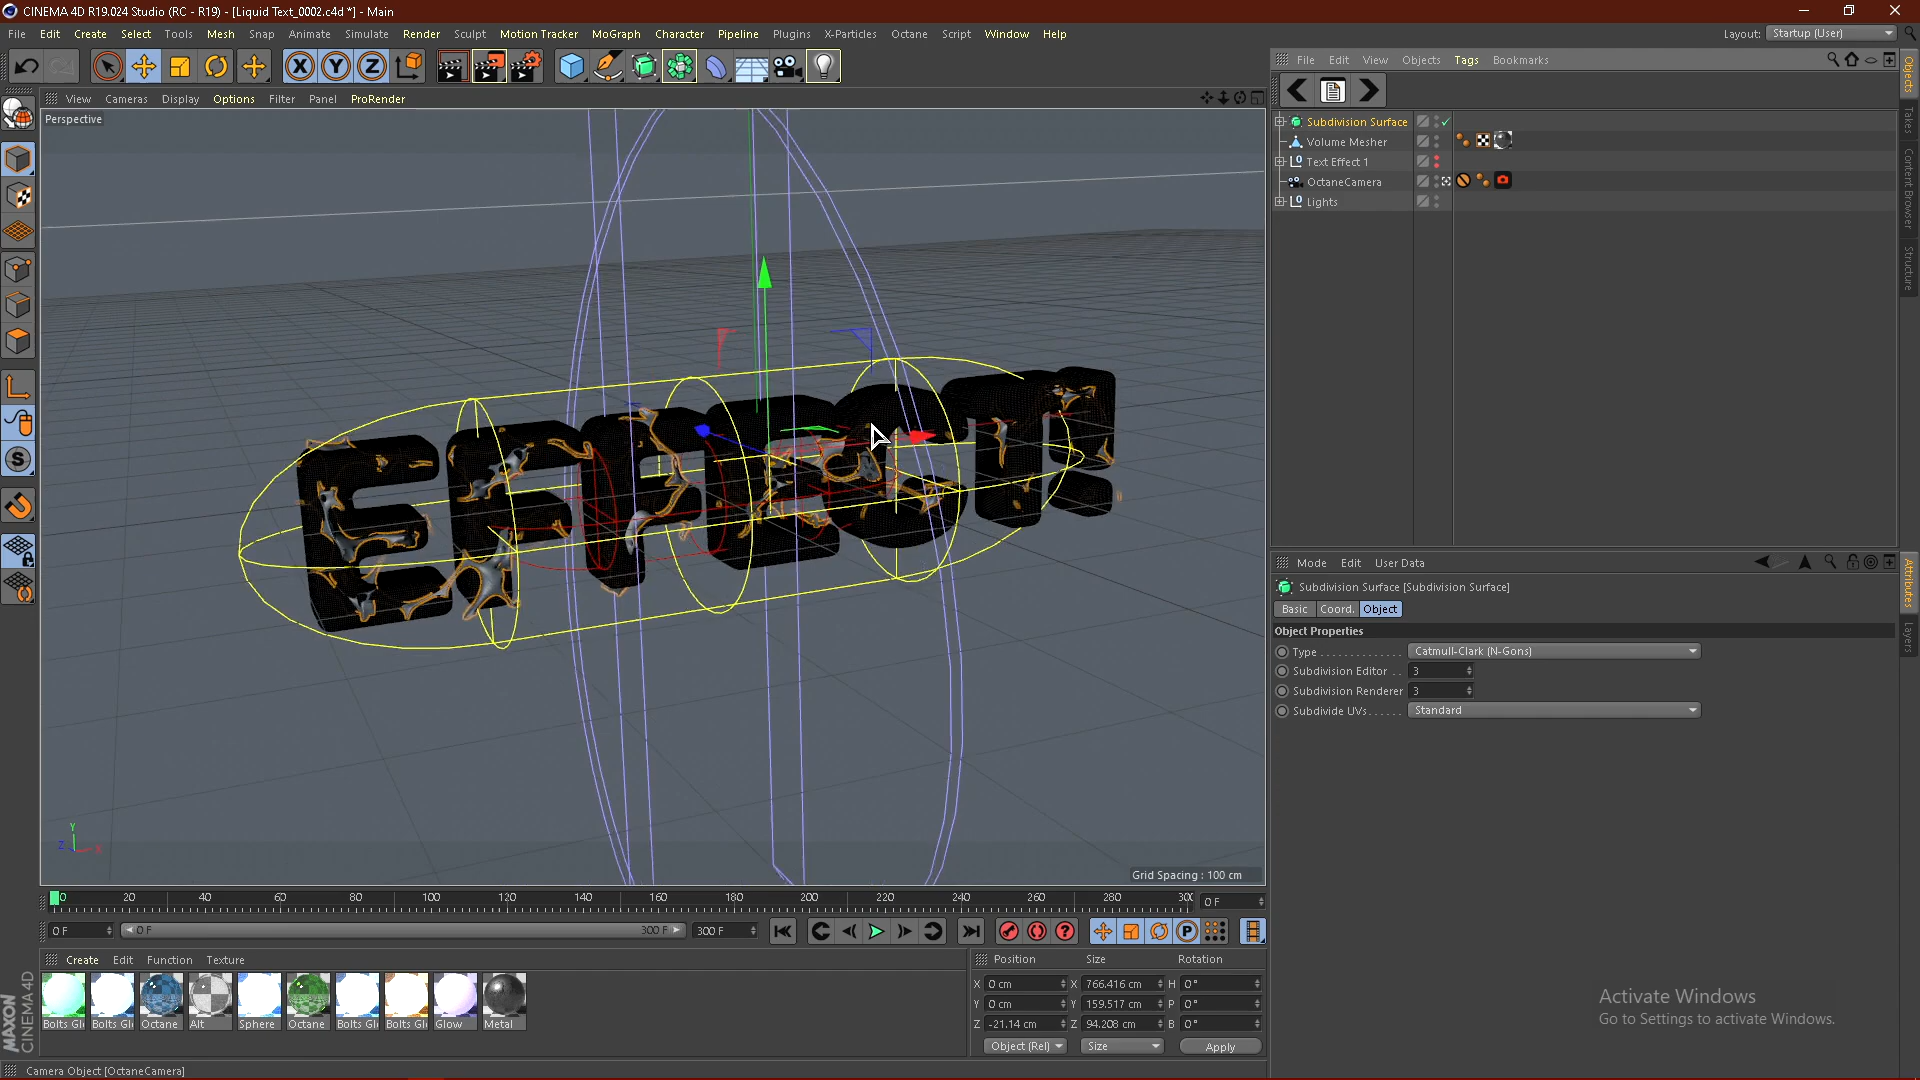 CINEMA 4D R19.024 Studio (RC - R19) - [Liquid Text_0002.c4d *] - Main
File Edit Create Select Tools Mesh Snap Animate Simulate Render Sculpt Motion Tracker MoGraph Character Pipeline Plugins X-Particles Octane Script Window Help
Layout: Startup (User)
X Y Z
File Edit View Objects Tags Bookmarks
View Cameras Display Options Filter Panel ProRender
Perspective
Subdivision Surface
Volume Mesher
Text Effect 1
OctaneCamera
Lights
Objects
Takes
Content Browser
Structure
Mode Edit User Data
Subdivision Surface [Subdivision Surface]
Basic Coord. Object
Object Properties
Type Catmull-Clark (N-Gons)
Subdivision Editor 3
Subdivision Renderer 3
Subdivide UVs Standard
Attributes
Layers
Y
Z X
Grid Spacing : 100 cm
0 20 40 60 80 100 120 140 160 180 200 220 240 260 280 300
0 F
0 F 0 F 300 F 300 F
Create Edit Function Texture
Bolts Gl Bolts Gl Octane Alt Sphere Octane Bolts Gl Bolts Gl Glow Metal
Position Size Rotation
X 0 cm X 766.416 cm H 0°
Y 0 cm Y 159.517 cm P 0°
Z -21.14 cm Z 94.208 cm B 0°
Object (Rel) Size Apply
MAXON
CINEMA 4D
Activate Windows
Go to Settings to activate Windows.
Camera Object [OctaneCamera]